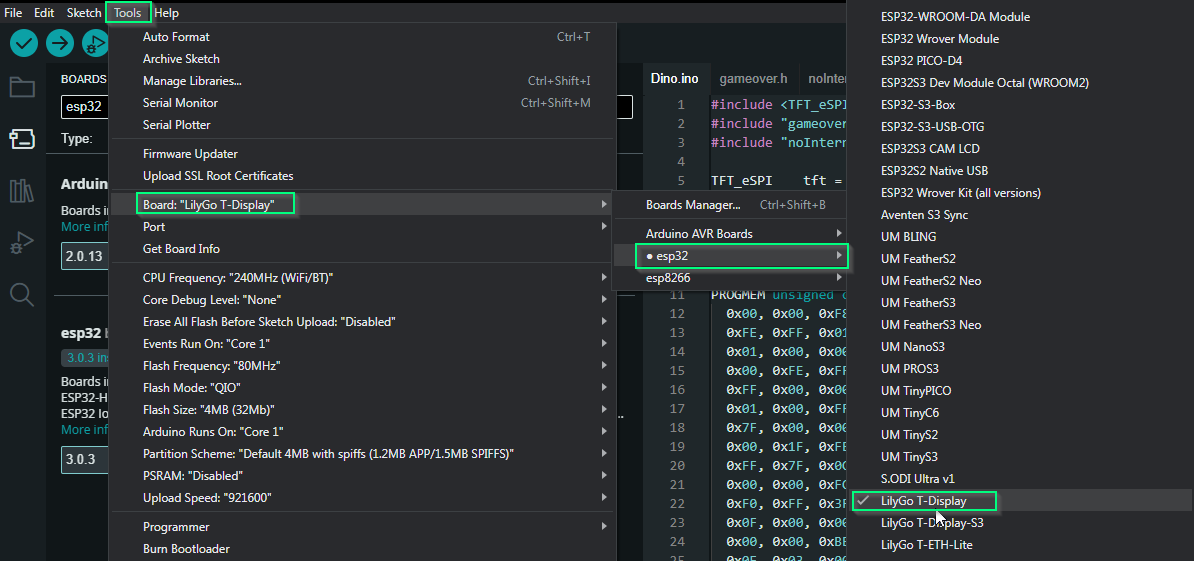 File Edit Sketch Tools Help
BOARDS
esp32
Type:
Arduin
Boards in
More inf
2.0.13
esp32 b
3.0.3 ins
Boards in
ESP32-H
ESP32 Io
More inf
3.0.3
Auto Format Ctrl+T
Archive Sketch
Manage Libraries... Ctrl+Shift+I
Serial Monitor Ctrl+Shift+M
Serial Plotter
Firmware Updater
Upload SSL Root Certificates
Board: "LilyGo T-Display"
Port
Get Board Info
CPU Frequency: "240MHz (WiFi/BT)"
Core Debug Level: "None"
Erase All Flash Before Sketch Upload: "Disabled"
Events Run On: "Core 1"
Flash Frequency: "80MHz"
Flash Mode: "QIO"
Flash Size: "4MB (32Mb)"
Arduino Runs On: "Core 1"
Partition Scheme: "Default 4MB with spiffs (1.2MB APP/1.5MB SPIFFS)"
PSRAM: "Disabled"
Upload Speed: "921600"
Programmer
Burn Bootloader
Boards Manager... Ctrl+Shift+B
Arduino AVR Boards
● esp32
esp8266
Dino.ino gameover.h noInter
1 #include <TFT_eSPI
2 #include "gameover
3 #include "noIntern
4
5 TFT_eSPI tft =
11 PROGMEM unsigned
12 0x00, 0x00, 0xF8
13 0xFE, 0xFF, 0x01
14 0x01, 0x00, 0x00
15 0x00, 0xFE, 0xFF
16 0xFF, 0x00, 0x00
17 0x01, 0x00, 0xFF
18 0x7F, 0x00, 0x00
19 0x00, 0x1F, 0xFE
20 0xFF, 0x7F, 0x0
21 0x00, 0x00, 0xF
22 0xF0, 0xFF, 0x3F
23 0x0F, 0x00, 0x00
24 0x00, 0x00, 0xBE
25 0x0F, 0x03, 0x00
ESP32-WROOM-DA Module
ESP32 Wrover Module
ESP32 PICO-D4
ESP32S3 Dev Module Octal (WROOM2)
ESP32-S3-Box
ESP32-S3-USB-OTG
ESP32S3 CAM LCD
ESP32S2 Native USB
ESP32 Wrover Kit (all versions)
Aventen S3 Sync
UM BLING
UM FeatherS2
UM FeatherS2 Neo
UM FeatherS3
UM FeatherS3 Neo
UM NanoS3
UM PROS3
UM TinyPICO
UM TinyC6
UM TinyS2
UM TinyS3
S.ODI Ultra v1
LilyGo T-Display
LilyGo T-Display-S3
LilyGo T-ETH-Lite